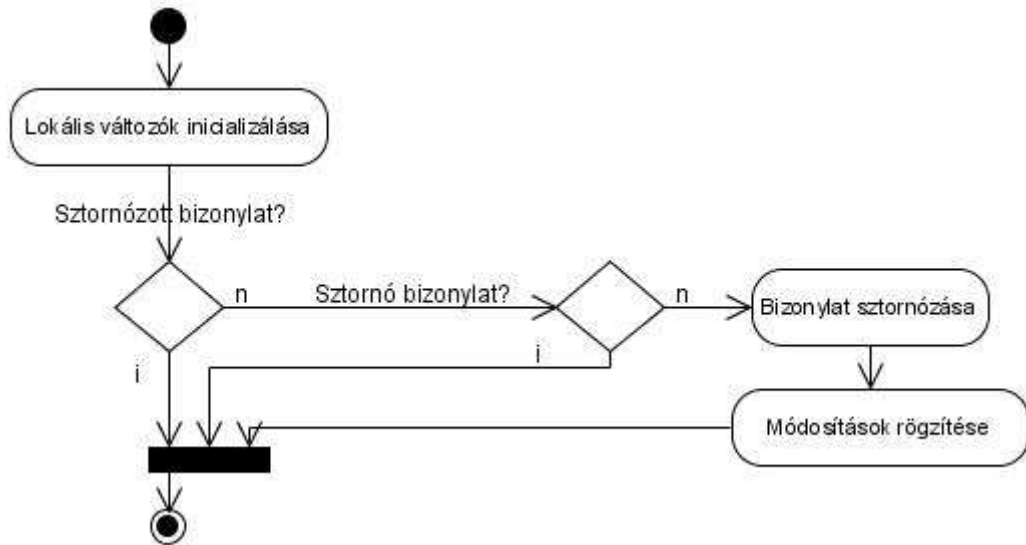 Lokális változók inicializálása
Sztornózott bizonylat?
n
Sztornó bizonylat?
n
Bizonylat sztornózása
i
i
Módosítások rögzítése